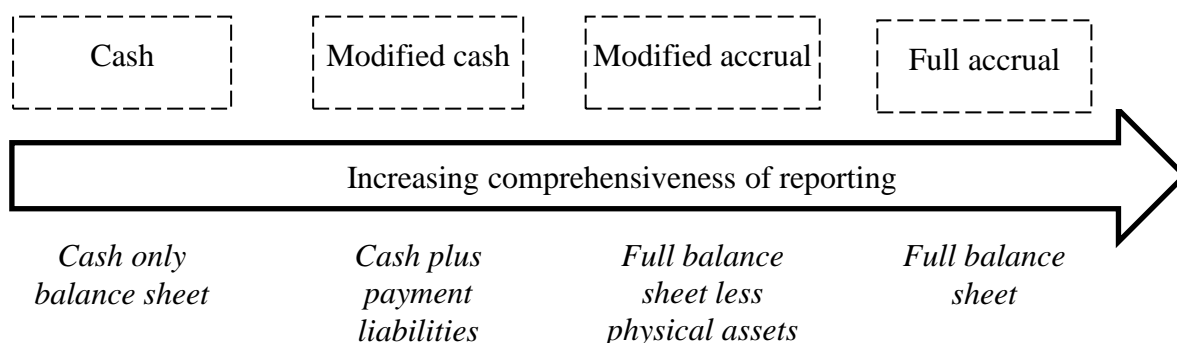 Cash
Modified cash
Modified accrual
Full accrual
Increasing comprehensiveness of reporting
Cash only
balance sheet
Cash plus
payment
liabilities
Full balance
sheet less
physical assets
Full balance
sheet